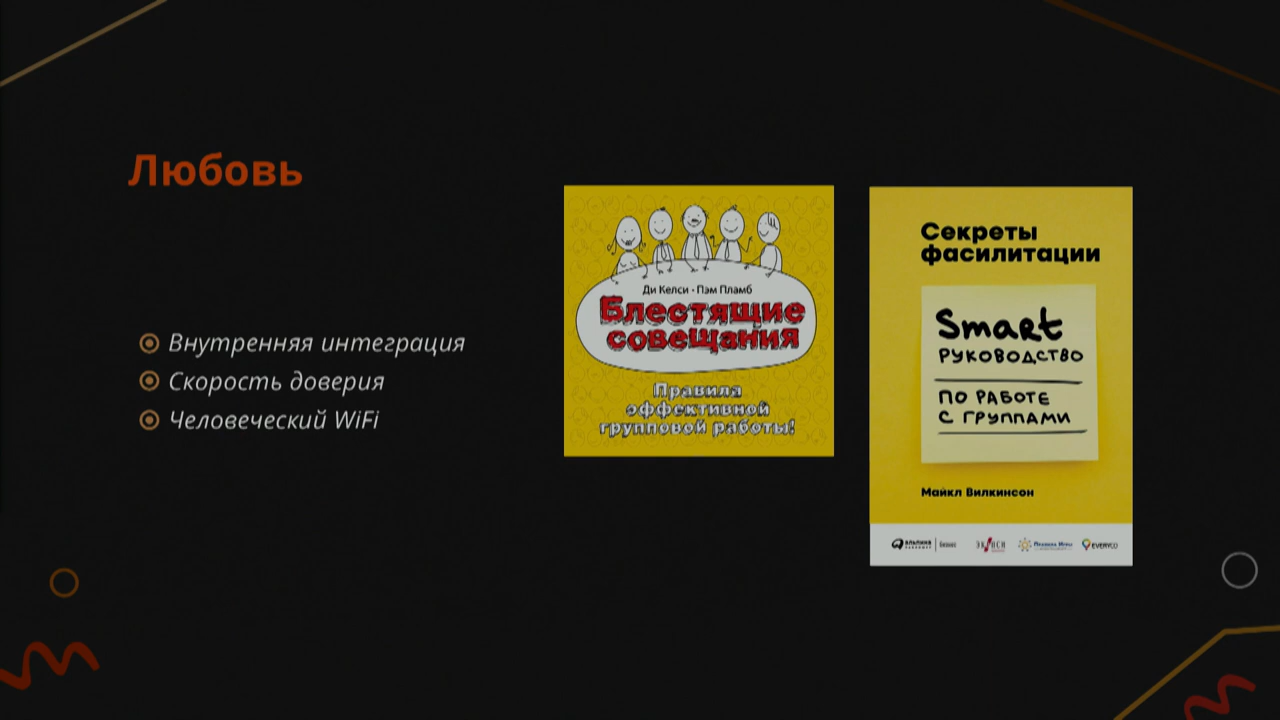 Любовь
Внутренняя интеграция
Скорость доверия
Человеческий WiFi
Ди Келси · Пэм Пламб
Блестящие
совещания
Правила
эффективной
групповой работы!
Секреты
фасилитации
Smart
РУКОВОДСТВО
ПО РАБОТЕ
С ГРУППАМИ
Майкл Вилкинсон
EVERYCO